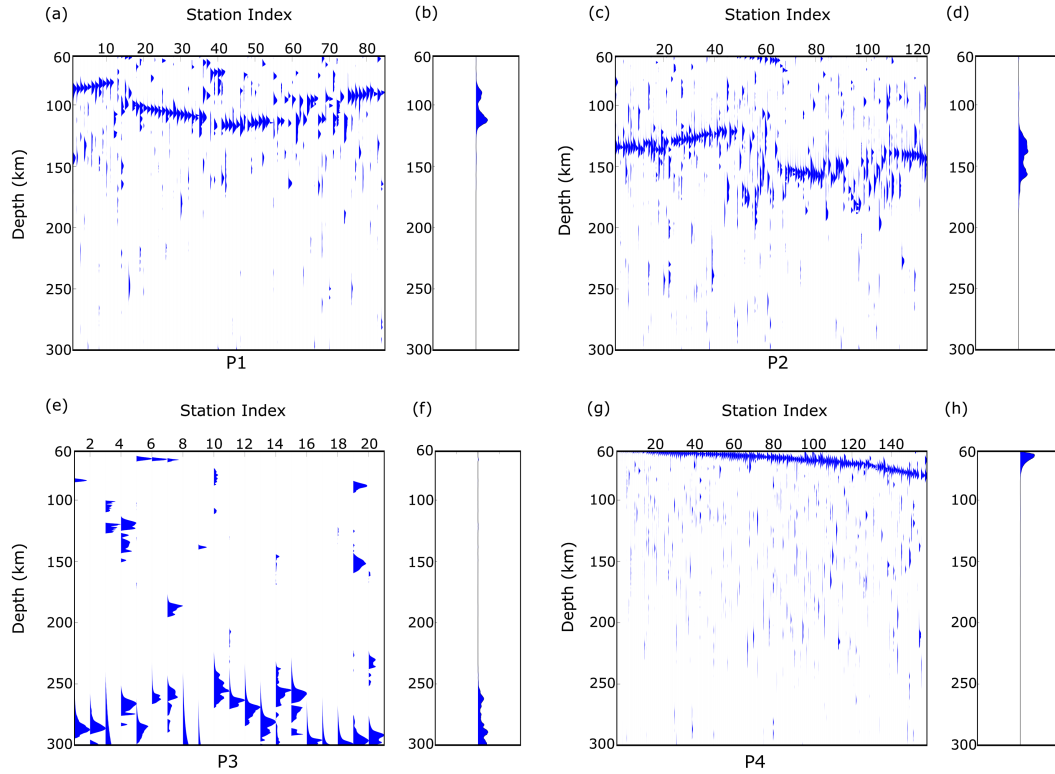 (a) Station Index (b) (c) Station Index (d)
10 20 30 40 50 60 70 80 20 40 60 80 100 120
60 60 60 60
100 100 100 100
150 150 150 150
200 200 200 200
250 250 250 250
300 300 300 300
Depth (km) Depth (km)
P1 P2
(e) Station Index (f) (g) Station Index (h)
2 4 6 8 10 12 14 16 18 20 20 40 60 80 100 120 140
60 60 60 60
100 100 100 100
150 150 150 150
200 200 200 200
250 250 250 250
300 300 300 300
Depth (km) Depth (km)
P3 P4